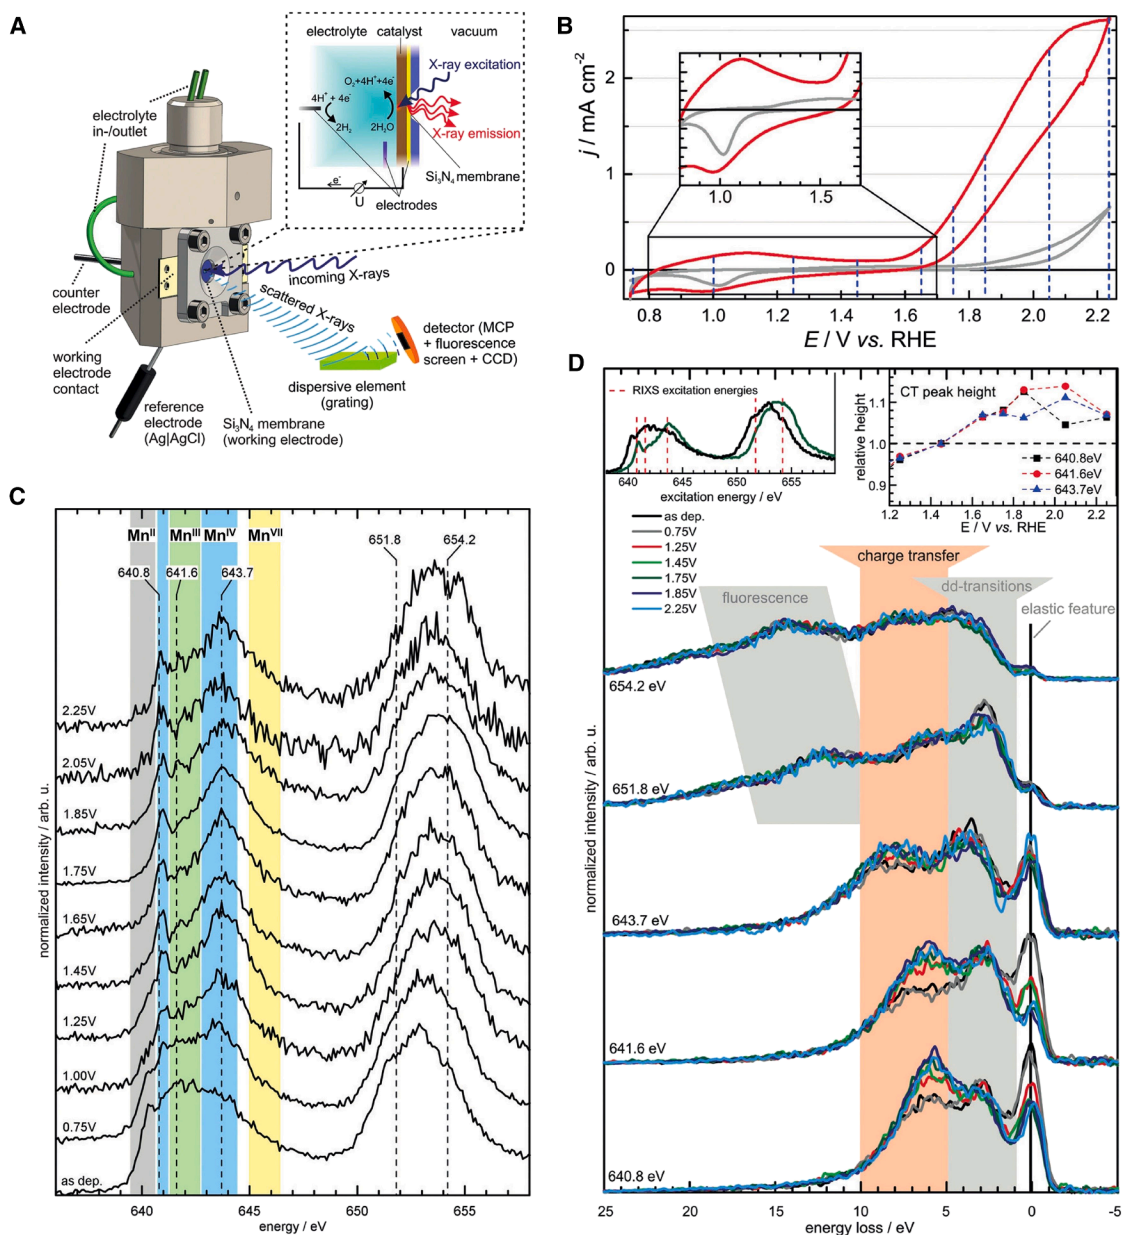 A
electrolyte
in-/outlet
counter
electrode
working
electrode
contact
reference
electrode
(Ag|AgCl)
Si₃N₄ membrane
(working electrode)
incoming X-rays
scattered X-rays
detector (MCP
+ fluorescence
screen + CCD)
dispersive element
(grating)
electrolyte
catalyst
vacuum
X-ray excitation
O₂+4H⁺+4e⁻
4H⁺ + 4e⁻
2H₂
2H₂O
X-ray emission
Si₃N₄ membrane
e⁻
U
electrodes
B
j / mA cm⁻²
2
1
0
1.0
1.5
0.8
1.0
1.2
1.4
1.6
1.8
2.0
2.2
E / V vs. RHE
C
Mnᴵᴵ
Mnᴵᴵᴵ
Mnᴵⱽ
Mnⱽᴵᴵ
640.8
641.6
643.7
651.8
654.2
2.25V
2.05V
1.85V
1.75V
1.65V
1.45V
1.25V
1.00V
0.75V
as dep.
normalized intensity / arb. u.
640
645
650
655
energy / eV
D
RIXS excitation energies
640
645
650
655
excitation energy / eV
CT peak height
relative height
1.1
1.0
0.9
640.8eV
641.6eV
643.7eV
1.2
1.4
1.6
1.8
2.0
2.2
E / V vs. RHE
as dep.
0.75V
1.25V
1.45V
1.75V
1.85V
2.25V
charge transfer
dd-transitions
fluorescence
elastic feature
654.2 eV
651.8 eV
643.7 eV
641.6 eV
640.8 eV
normalized intensity / arb. u.
25
20
15
10
5
0
-5
energy loss / eV